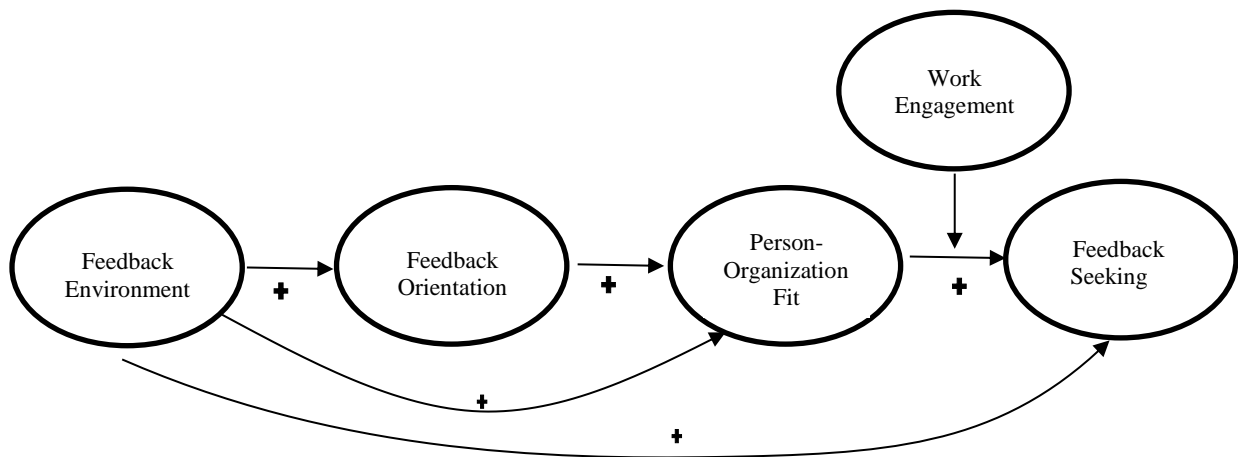 Work
Engagement
Feedback
Environment
+
Feedback
Orientation
+
Person-
Organization
Fit
+
Feedback
Seeking
+
+